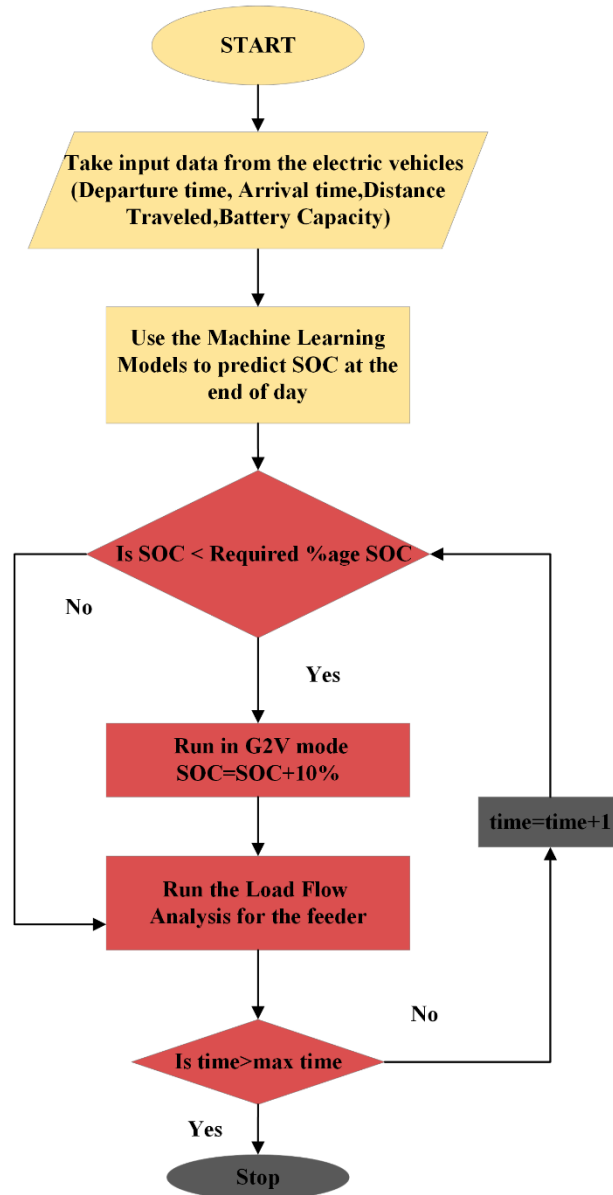 START
Take input data from the electric vehicles
(Departure time, Arrival time,Distance
Traveled,Battery Capacity)
Use the Machine Learning
Models to predict SOC at the
end of day
Is SOC < Required %age SOC
No
Yes
Run in G2V mode
SOC=SOC+10%
time=time+1
Run the Load Flow
Analysis for the feeder
No
Is time>max time
Yes
Stop